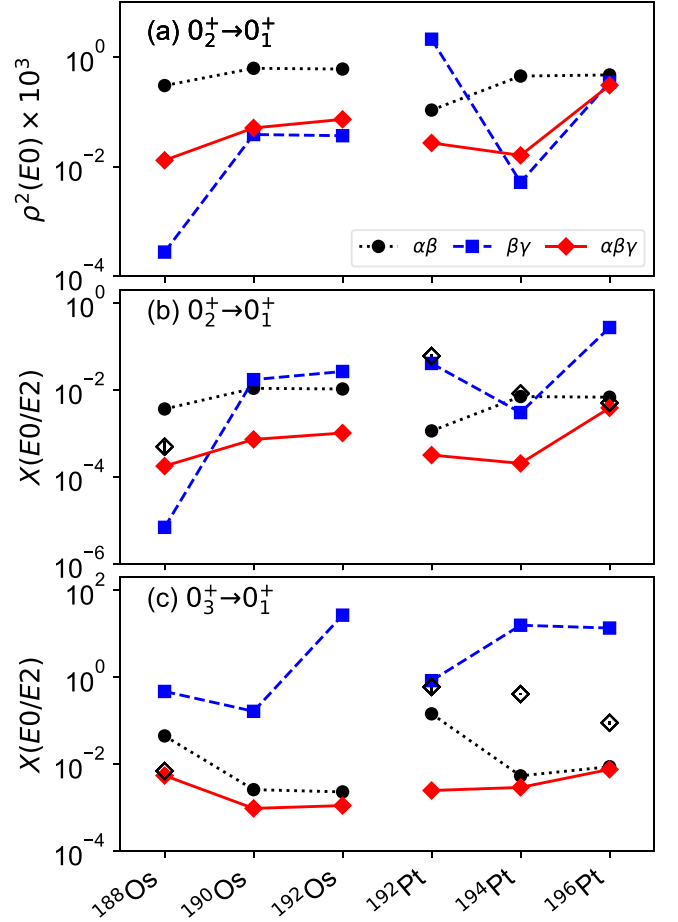 (a) 0₂⁺→0₁⁺
10⁰
10⁻²
10⁻⁴
ρ²(E0) × 10³
αβ βγ αβγ
(b) 0₂⁺→0₁⁺
10⁰
10⁻²
10⁻⁴
10⁻⁶
X(E0/E2)
(c) 0₃⁺→0₁⁺
10²
10⁰
10⁻²
10⁻⁴
X(E0/E2)
¹⁸⁸Os ¹⁹⁰Os ¹⁹²Os ¹⁹²Pt ¹⁹⁴Pt ¹⁹⁶Pt